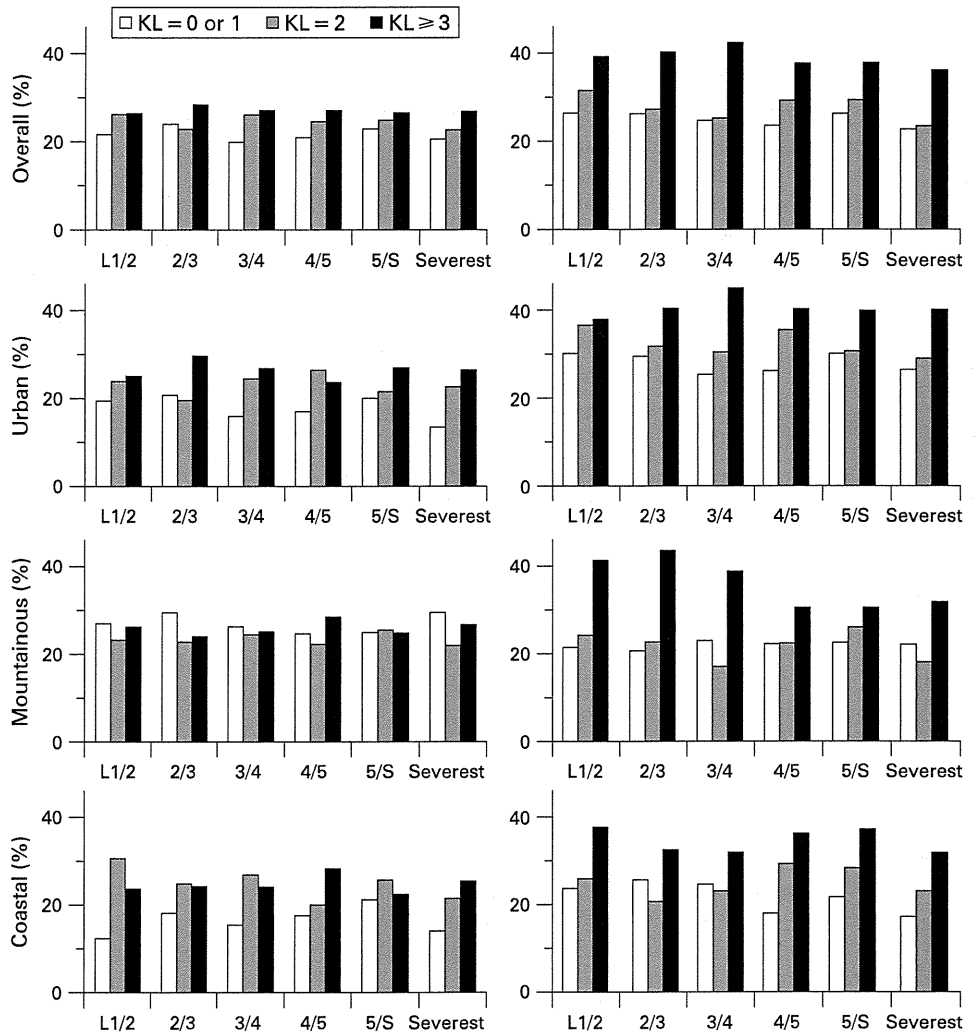 KL = 0 or 1 KL = 2 KL ⩾ 3
Overall (%)
40
20
0
L1/2 2/3 3/4 4/5 5/S Severest
40
20
0
L1/2 2/3 3/4 4/5 5/S Severest
Urban (%)
40
20
0
L1/2 2/3 3/4 4/5 5/S Severest
40
20
0
L1/2 2/3 3/4 4/5 5/S Severest
Mountainous (%)
40
20
0
L1/2 2/3 3/4 4/5 5/S Severest
40
20
0
L1/2 2/3 3/4 4/5 5/S Severest
Coastal (%)
40
20
0
L1/2 2/3 3/4 4/5 5/S Severest
40
20
0
L1/2 2/3 3/4 4/5 5/S Severest